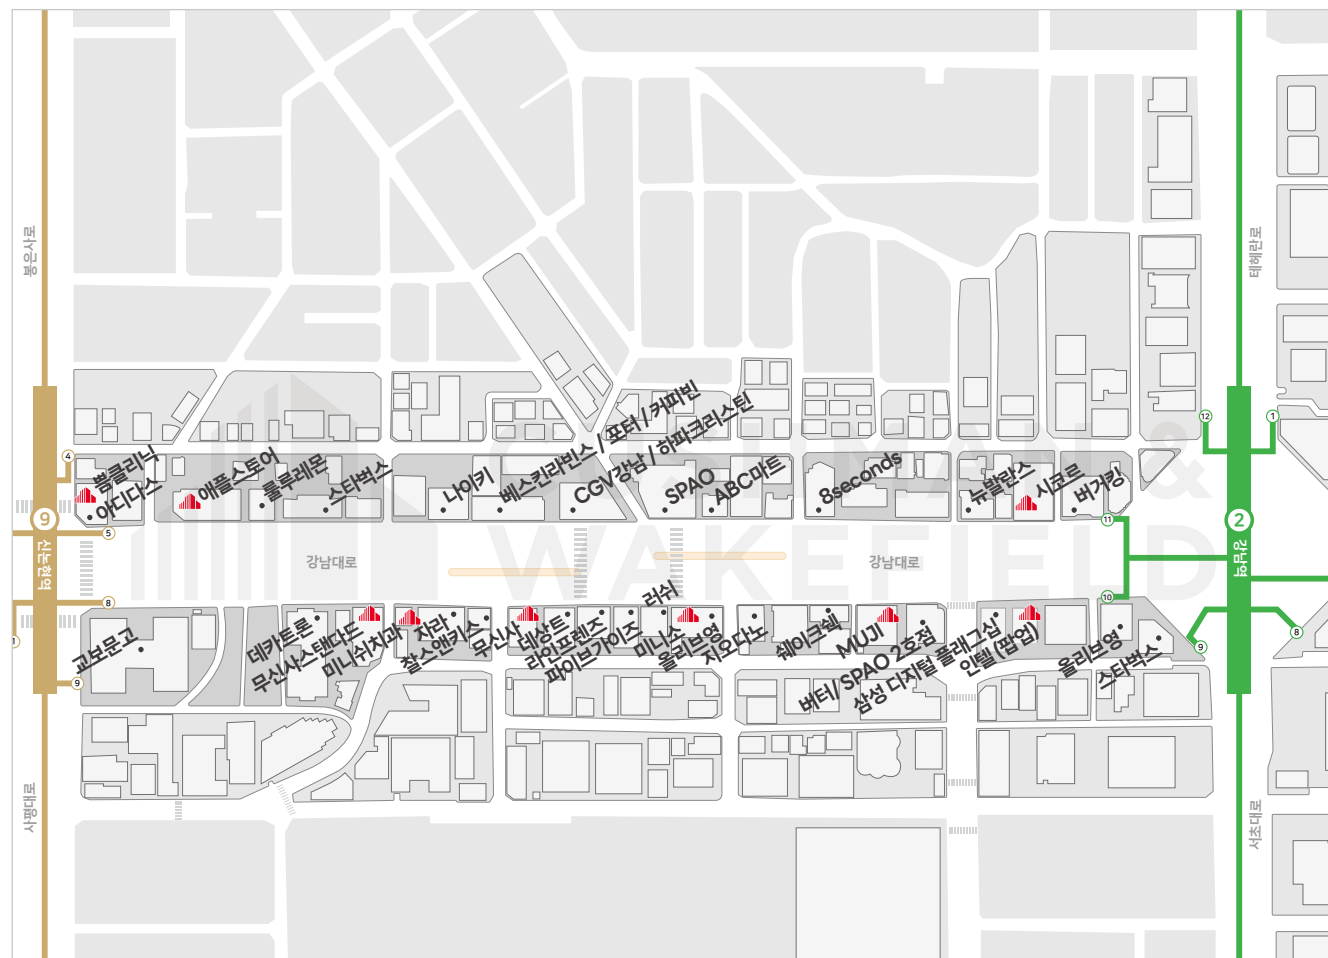 봉은사로
테헤란로
4
12
1
쁨클리닉
아디다스
애플스토어
룰루레몬
스타벅스
나이키
베스킨라빈스 / 포터 / 커피빈
CGV강남 / 하파크리스틴
SPAO
ABC마트
8seconds
뉴발란스
시코르
버거킹
CUSHMAN &
WAKEFIELD
9
신논현역
5
11
2
강남역
강남대로
강남대로
8
10
1
9
8
9
교보문고
데카트론
무신사스탠다드
미니쉬치과
자라
찰스앤키스
무신사
데상트
라인프렌즈
파이브가이즈
러쉬
미니소
올리브영
지오다노
쉐이크쉑
MUJI
버터/ SPAO 2호점
삼성 디지털 플래그십
인텔 (팝업)
올리브영
스타벅스
사평대로
서초대로